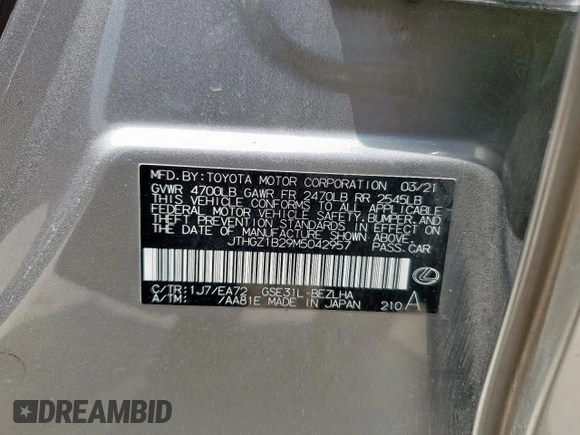 MFD. BY: TOYOTA MOTOR CORPORATION 03/21
GVWR 4700LB GAWR FR 2470LB RR 2545LB
THIS VEHICLE CONFORMS TO ALL APPLICABLE
FEDERAL MOTOR VEHICLE SAFETY, BUMPER, AND
THEFT PREVENTION STANDARDS IN EFFECT ON
THE DATE OF MANUFACTURE SHOWN ABOVE.
JTHGZ1B29M5042957 PASS. CAR
C/TR: 1J7/EA72 GSE31L-BEZLHA
A/TM: /AA81E MADE IN JAPAN 210 A
DREAMBID